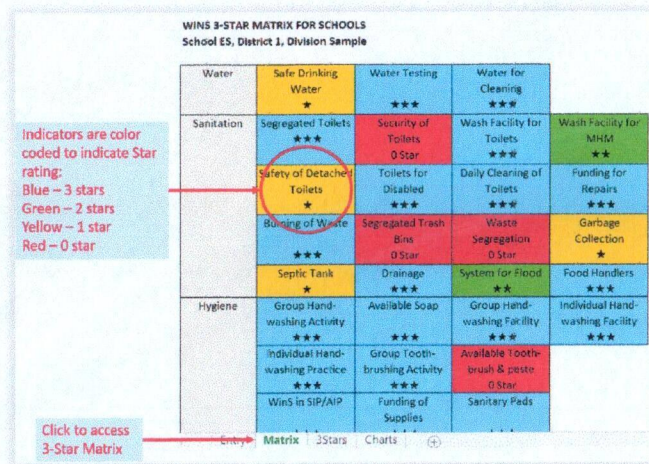 WINS 3-STAR MATRIX FOR SCHOOLS
School ES, District 1, Division Sample
Indicators are color
coded to indicate Star
rating:
Blue – 3 stars
Green – 2 stars
Yellow – 1 star
Red – 0 star
Water
Safe Drinking
Water
★
Water Testing
★★★
Water for
Cleaning
★★★
Sanitation
Segregated Toilets
★★★
Security of
Toilets
0 Star
Wash Facility for
Toilets
★★★
Wash Facility for
MHM
★★
Safety of Detached
Toilets
★
Toilets for
Disabled
★★★
Daily Cleaning of
Toilets
★★★
Funding for
Repairs
★★★
Burning of Waste
★★★
Segregated Trash
Bins
0 Star
Waste
Segregation
0 Star
Garbage
Collection
★
Septic Tank
★
Drainage
★★★
System for Flood
★★
Food Handlers
★★★
Hygiene
Group Hand-
washing Activity
★★★
Available Soap
★★★
Group Hand-
washing Facility
★★★
Individual Hand-
washing Facility
★★★
Individual Hand-
washing Practice
★★★
Group Tooth-
brushing Activity
★★★
Available Tooth-
brush & paste
0 Star
WinS in SIP/AIP
Funding of
Supplies
Sanitary Pads
Click to access
3-Star Matrix
Entry Matrix 3Stars Charts